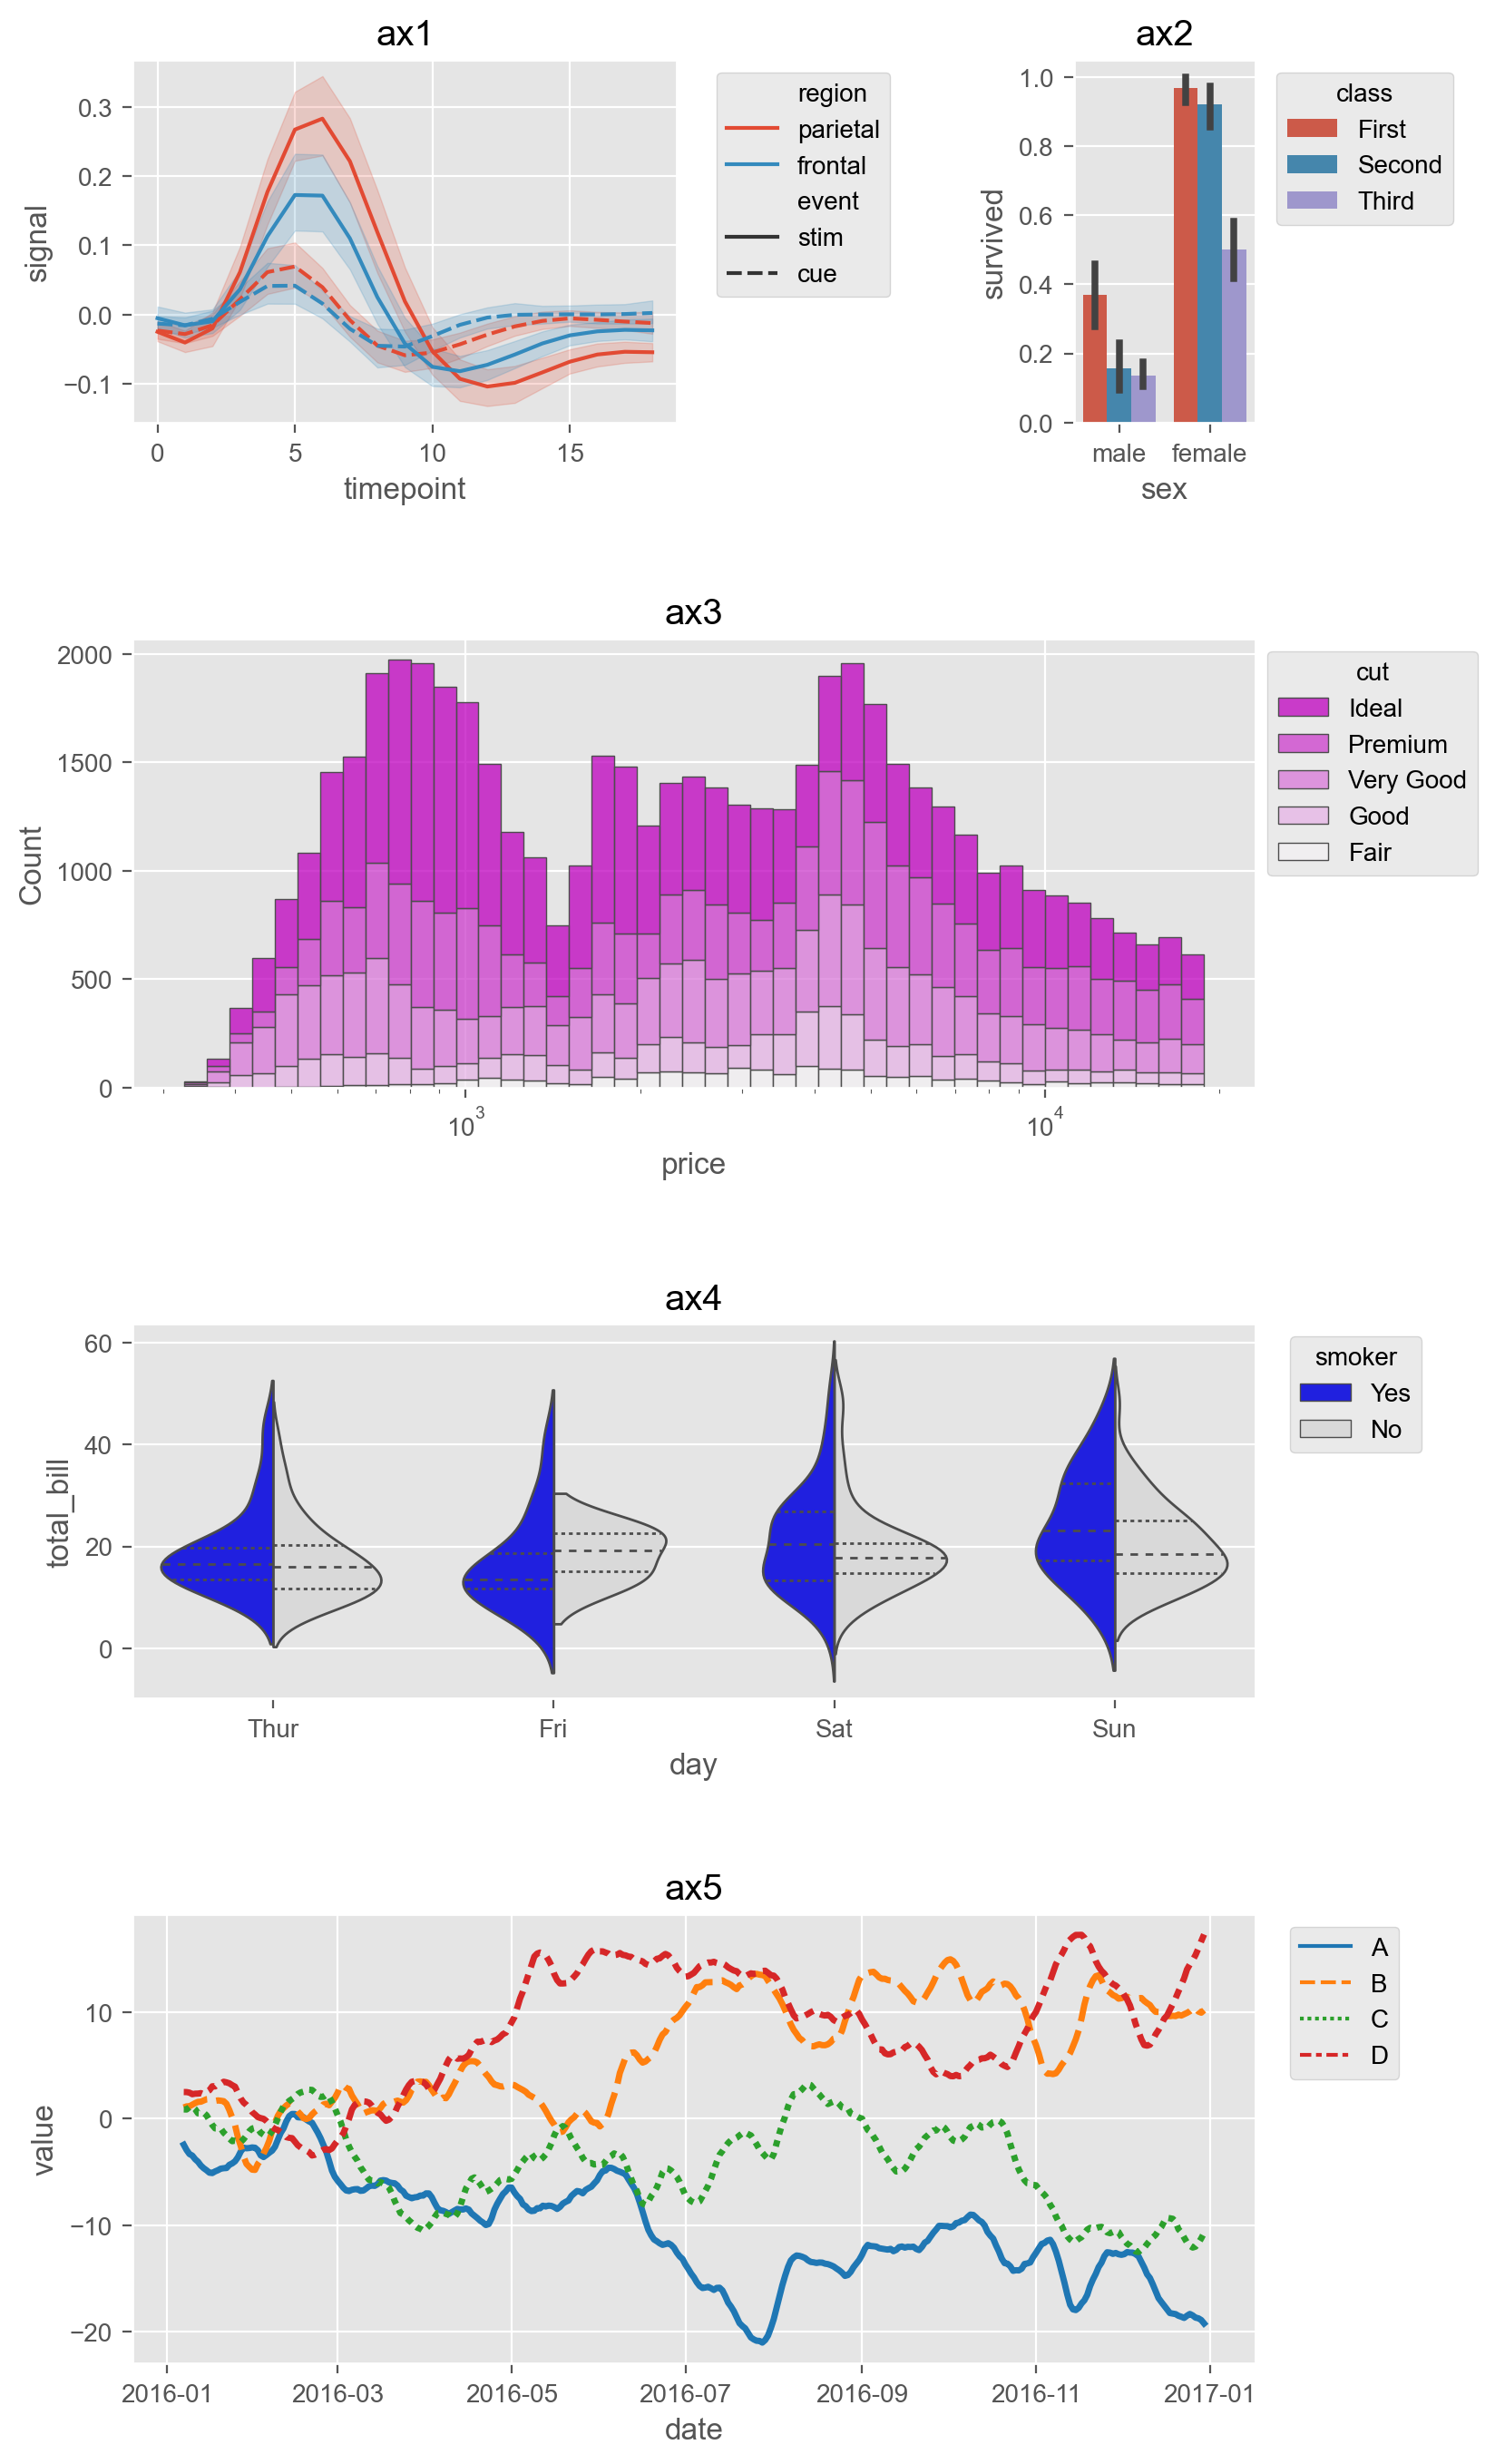 ax1
0.3
0.2
0.1
0.0
−0.1
signal
0
5
10
15
timepoint
region
parietal
frontal
event
stim
cue
ax2
1.0
0.8
0.6
0.4
0.2
0.0
survived
male
female
sex
class
First
Second
Third
ax3
2000
1500
1000
500
0
Count
10³
10⁴
price
cut
Ideal
Premium
Very Good
Good
Fair
ax4
60
40
20
0
total_bill
Thur
Fri
Sat
Sun
day
smoker
Yes
No
ax5
10
0
−10
−20
value
2016-01
2016-03
2016-05
2016-07
2016-09
2016-11
2017-01
date
A
B
C
D